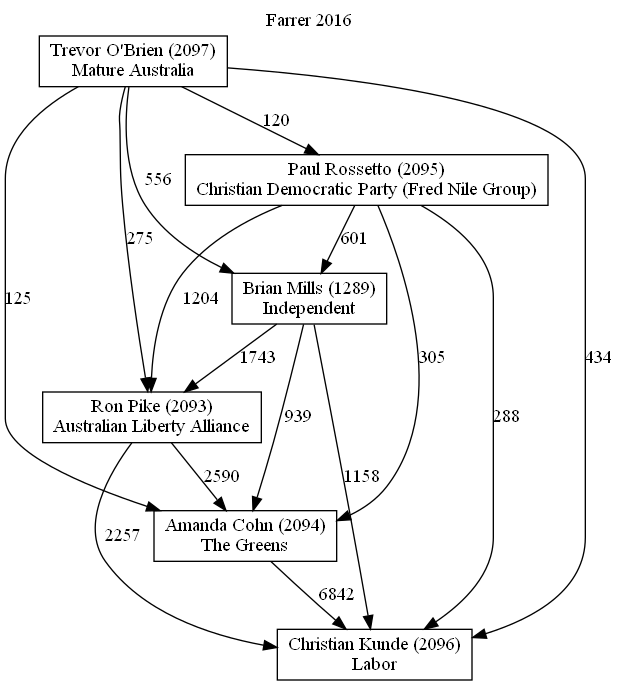 Farrer 2016
Trevor O'Brien (2097)
Mature Australia
120
Paul Rossetto (2095)
Christian Democratic Party (Fred Nile Group)
556
275
601
1204
125
Brian Mills (1289)
Independent
305
434
1743
939
288
Ron Pike (2093)
Australian Liberty Alliance
2590
1158
2257
Amanda Cohn (2094)
The Greens
6842
Christian Kunde (2096)
Labor